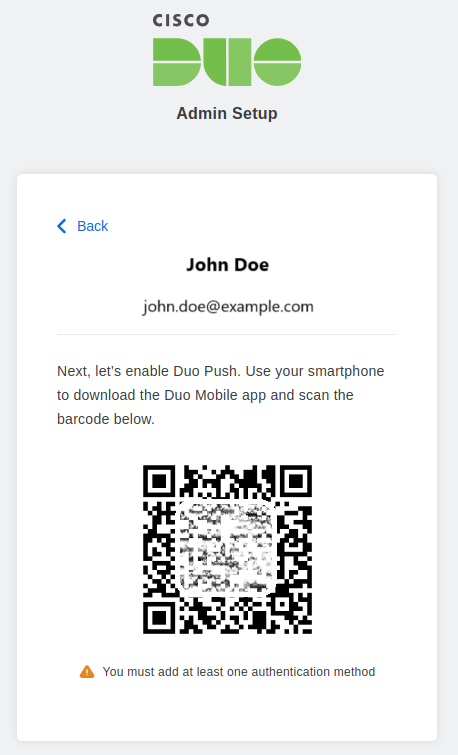 CISCO
DUO
Admin Setup
Back
John Doe
john.doe@example.com
Next, let's enable Duo Push. Use your smartphone
to download the Duo Mobile app and scan the
barcode below.
You must add at least one authentication method